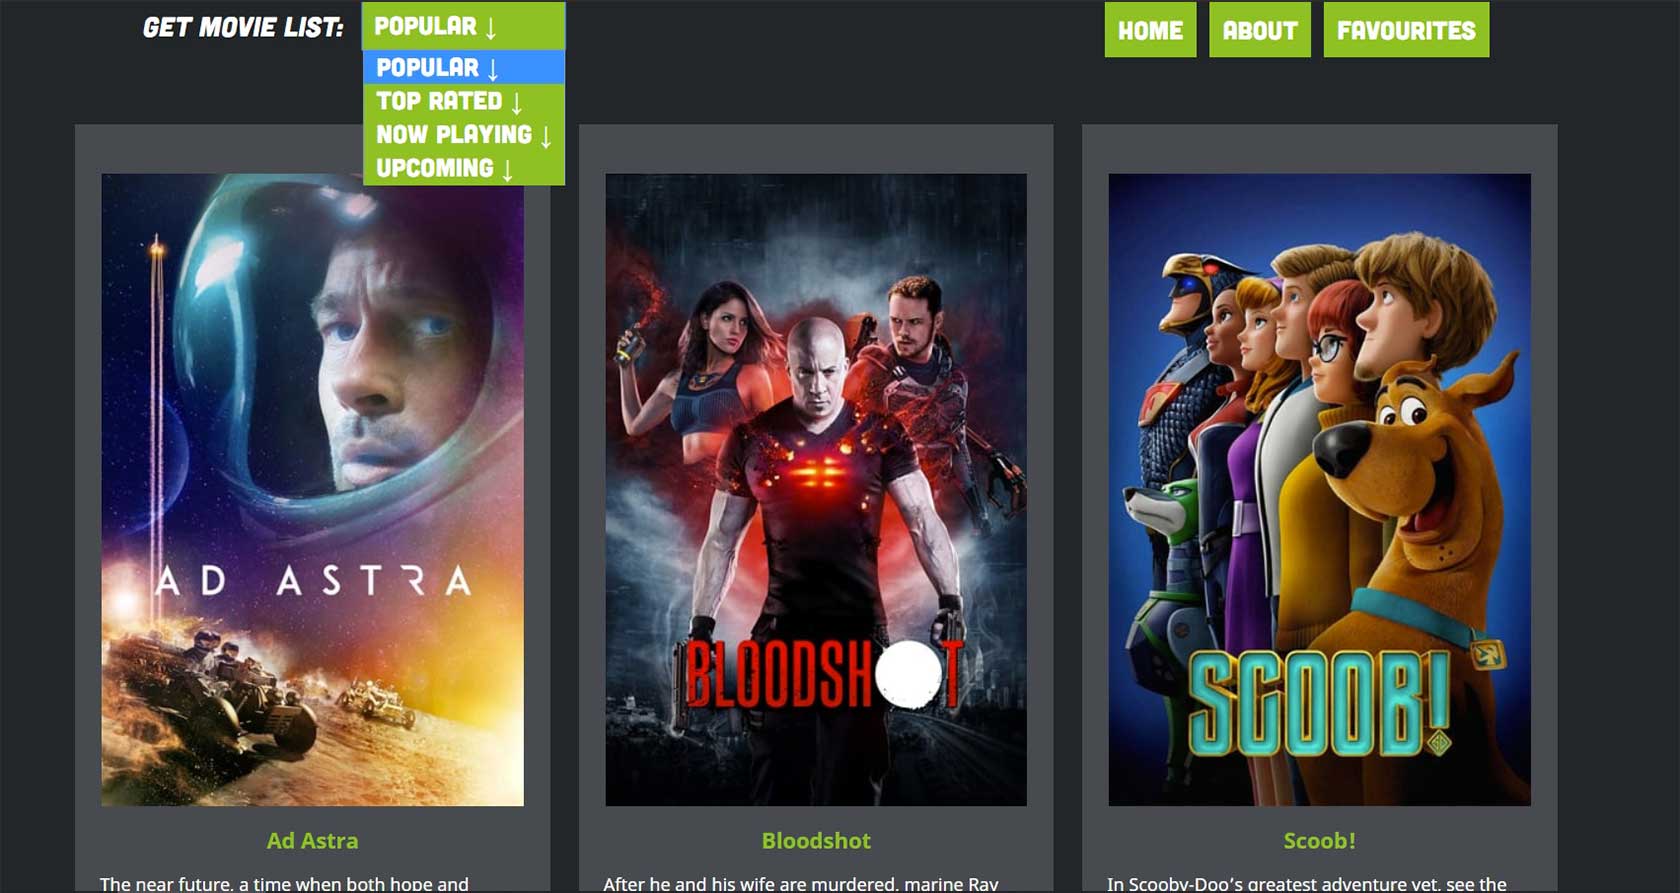 GET MOVIE LIST:
POPULAR ↓
HOME
ABOUT
FAVOURITES
POPULAR ↓
TOP RATED ↓
NOW PLAYING ↓
UPCOMING ↓
AD ASTRA
BLOODSHOT
SCOOB!
SD
Ad Astra
Bloodshot
Scoob!
The near future, a time when both hope and
After he and his wife are murdered, marine Ray
In Scooby-Doo’s greatest adventure yet, see the